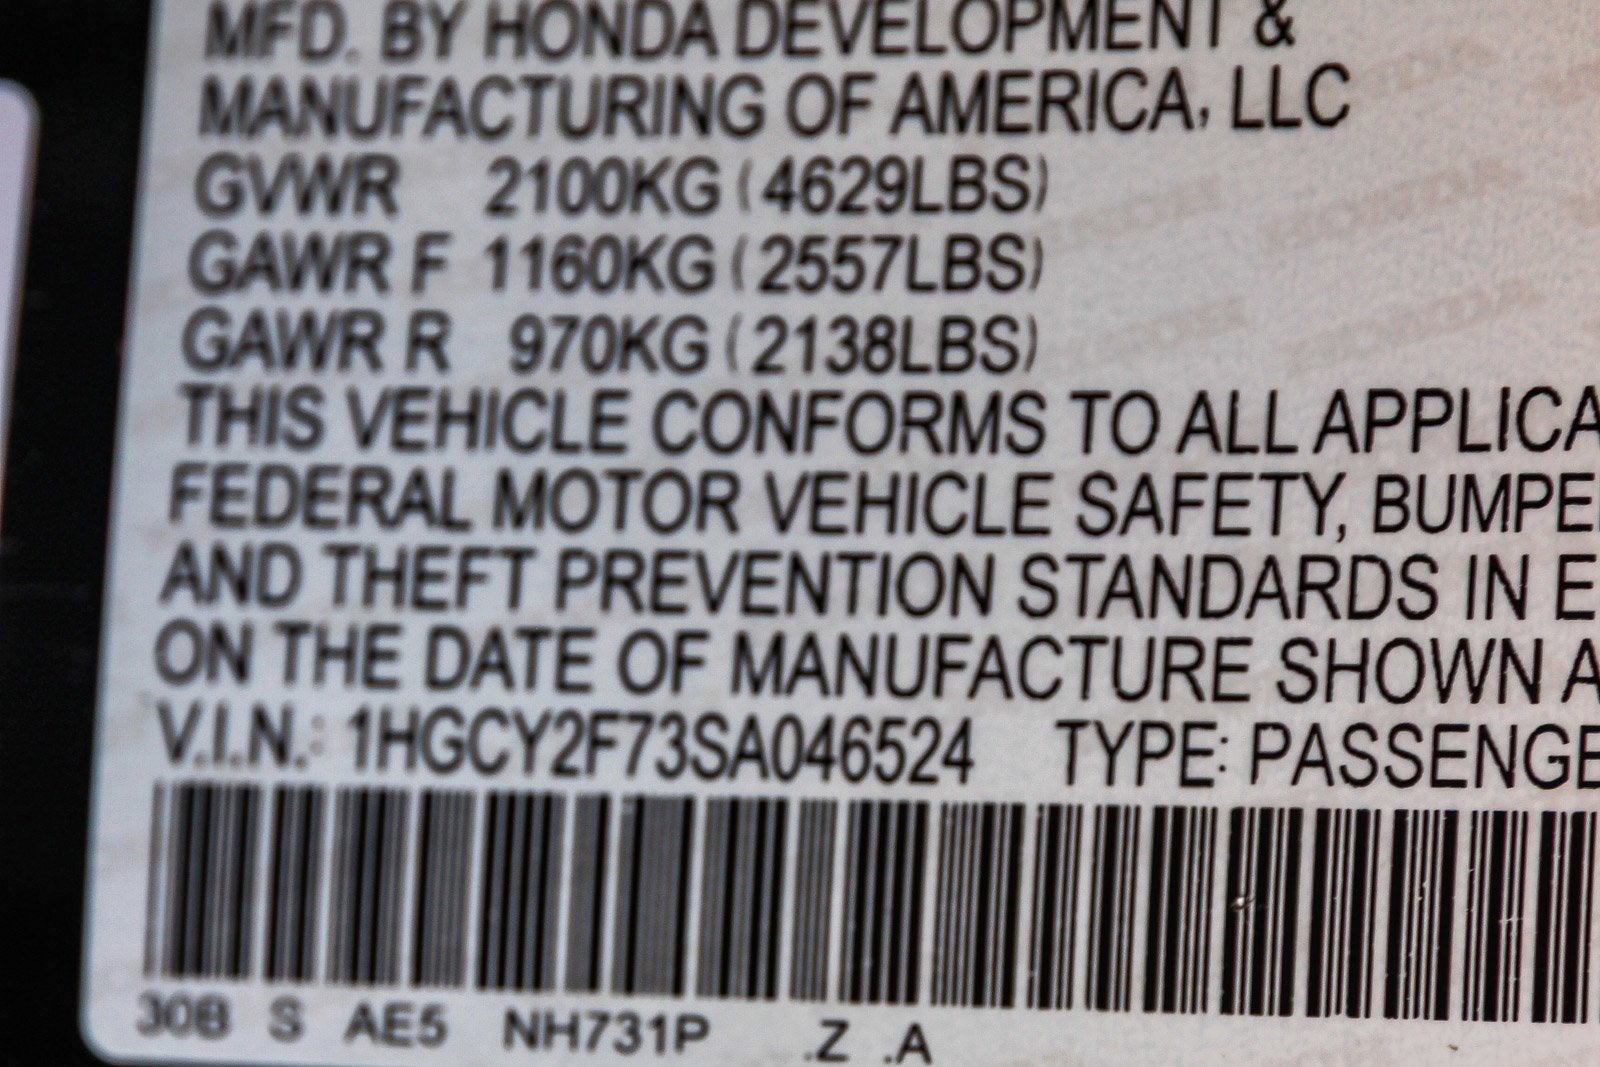 MFD. BY HONDA DEVELOPMENT &
MANUFACTURING OF AMERICA, LLC
GVWR 2100KG (4629LBS)
GAWR F 1160KG (2557LBS)
GAWR R 970KG (2138LBS)
THIS VEHICLE CONFORMS TO ALL APPLICA
FEDERAL MOTOR VEHICLE SAFETY, BUMPE
AND THEFT PREVENTION STANDARDS IN E
ON THE DATE OF MANUFACTURE SHOWN A
V.I.N.: 1HGCY2F73SA046524 TYPE: PASSENGE
30B S AE5 NH731P .Z .A